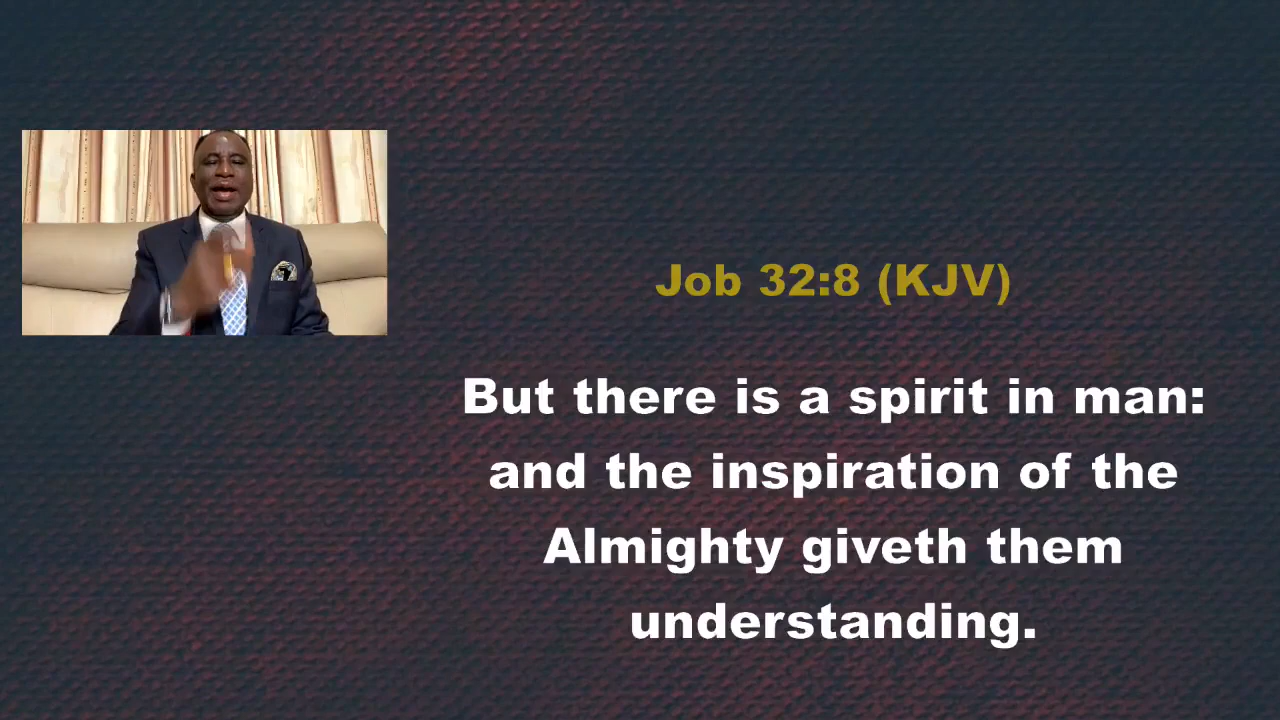 Job 32:8 (KJV)
But there is a spirit in man:
and the inspiration of the
Almighty giveth them
understanding.